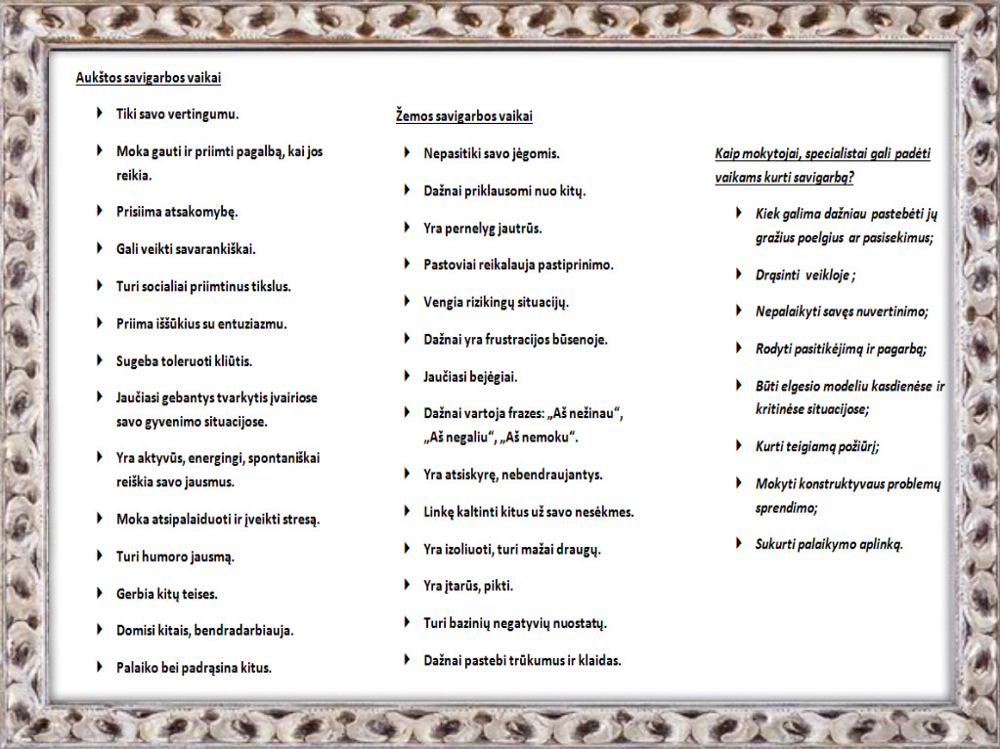 Aukštos savigarbos vaikai
Tiki savo vertingumu.
Moka gauti ir priimti pagalbą, kai jos
reikia.
Prisiima atsakomybę.
Gali veikti savarankiškai.
Turi socialiai priimtinus tikslus.
Priima iššūkius su entuziazmu.
Sugeba toleruoti kliūtis.
Jaučiasi gebantys tvarkytis įvairiose
savo gyvenimo situacijose.
Yra aktyvūs, energingi, spontaniškai
reiškia savo jausmus.
Moka atsipalaiduoti ir įveikti stresą.
Turi humoro jausmą.
Gerbia kitų teises.
Domisi kitais, bendradarbiauja.
Palaiko bei padrąsina kitus.
Žemos savigarbos vaikai
Nepasitiki savo jėgomis.
Dažnai priklausomi nuo kitų.
Yra pernelyg jautrūs.
Pastoviai reikalauja pastiprinimo.
Vengia rizikingų situacijų.
Dažnai yra frustracijos būsenoje.
Jaučiasi bejėgiai.
Dažnai vartoja frazes: „Aš nežinau“,
„Aš negaliu“, „Aš nemoku“.
Yra atsiskyrę, nebendraujantys.
Linkę kaltinti kitus už savo nesėkmes.
Yra izoliuoti, turi mažai draugų.
Yra įtarūs, pikti.
Turi bazinių negatyvių nuostatų.
Dažnai pastebi trūkumus ir klaidas.
Kaip mokytojai, specialistai gali padėti
vaikams kurti savigarbą?
Kiek galima dažniau pastebėti jų
gražius poelgius ar pasisekimus;
Drąsinti veikloje ;
Nepalaikyti savęs nuvertinimo;
Rodyti pasitikėjimą ir pagarbą;
Būti elgesio modeliu kasdienėse ir
kritinėse situacijose;
Kurti teigiamą požiūrį;
Mokyti konstruktyvaus problemų
sprendimo;
Sukurti palaikymo aplinką.